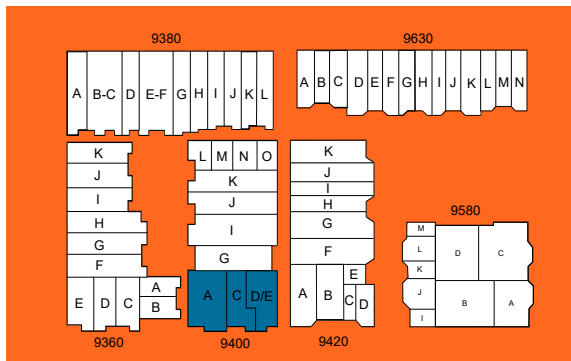 9380
9630
A B-C D E-F G H I J K L
A B C D E F G H I J K L M N
K
J
I
H
G
F
E D C A
B
9360
L M N O
K
J
I
G
A C D/E
9400
K
J
I
H
G
F
A B E
C D
9420
9580
M
L
K
J
I
D C
B A